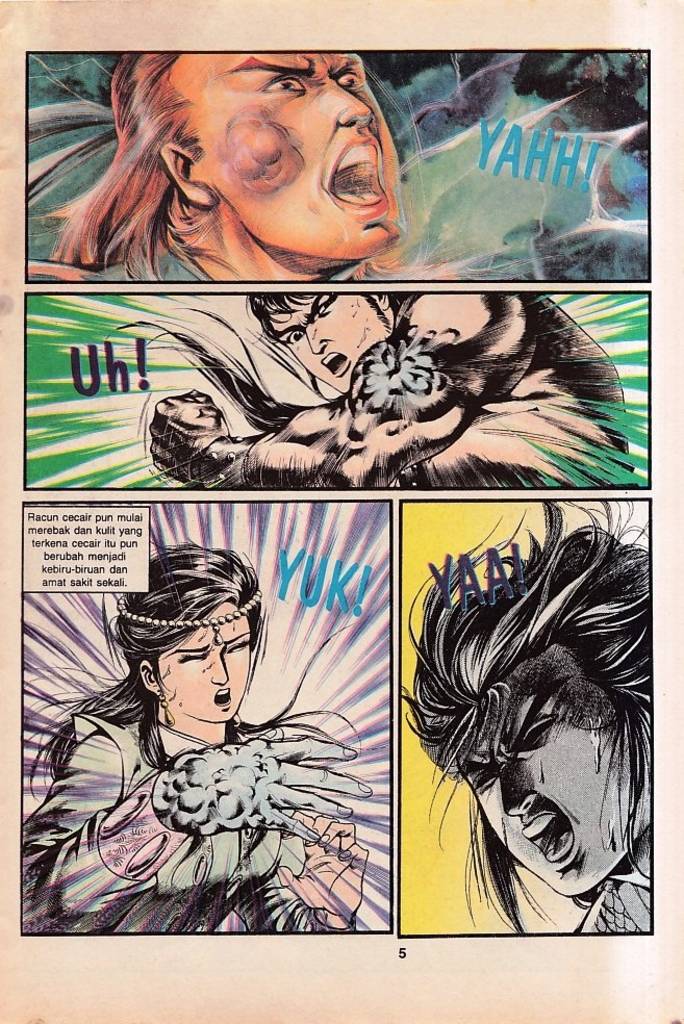 YAHH!
Uh!
Racun cecair pun mulai
merebak dan kulit yang
terkena cecair itu pun
berubah menjadi
kebiru-biruan dan
amat sakit sekali.
YUK!
YAA!
5